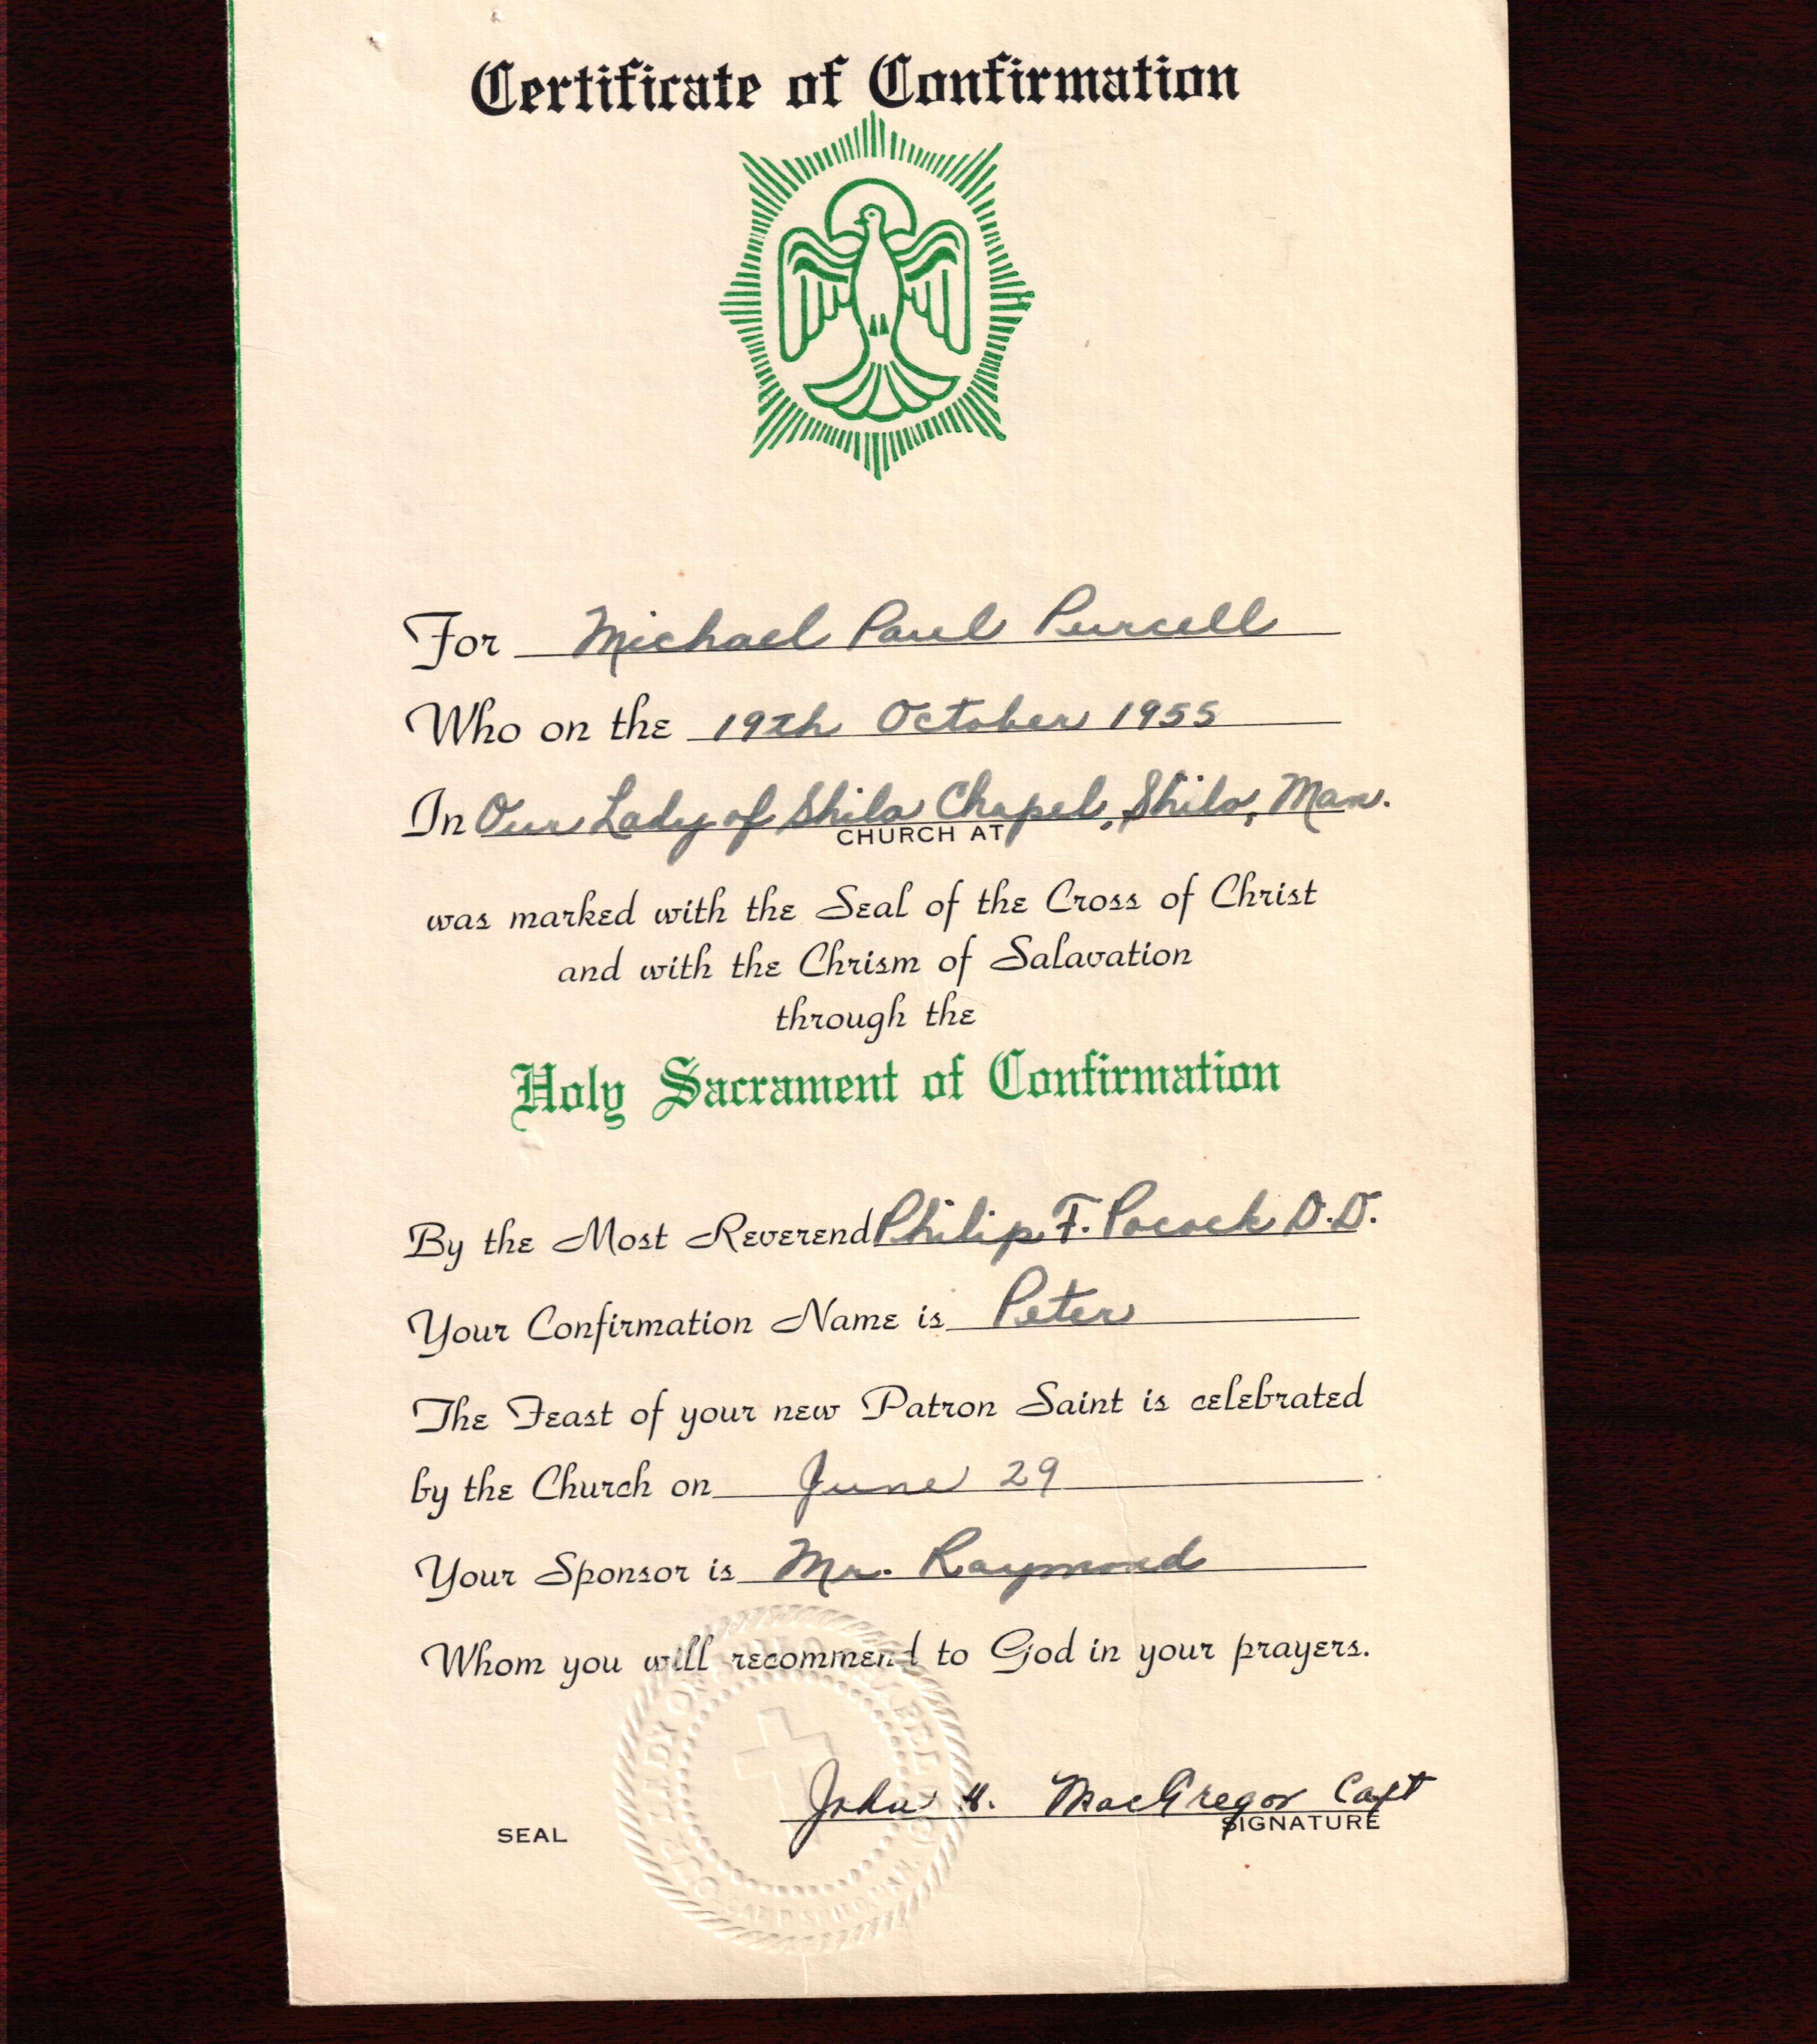 Certificate of Confirmation
For Michael Paul Purcell
Who on the 19th October 1955
In Our Lady of Shilo Chapel, Shilo, Man.
CHURCH AT
was marked with the Seal of the Cross of Christ
and with the Chrism of Salavation
through the
Holy Sacrament of Confirmation
By the Most Reverend Philip F. Pocock D.D.
Your Confirmation Name is Peter
The Feast of your new Patron Saint is celebrated
by the Church on June 29
Your Sponsor is Mr. Raymond
Whom you will recommend to God in your prayers.
LADY OF
John H. MacGregor Capt
SEAL
SIGNATURE